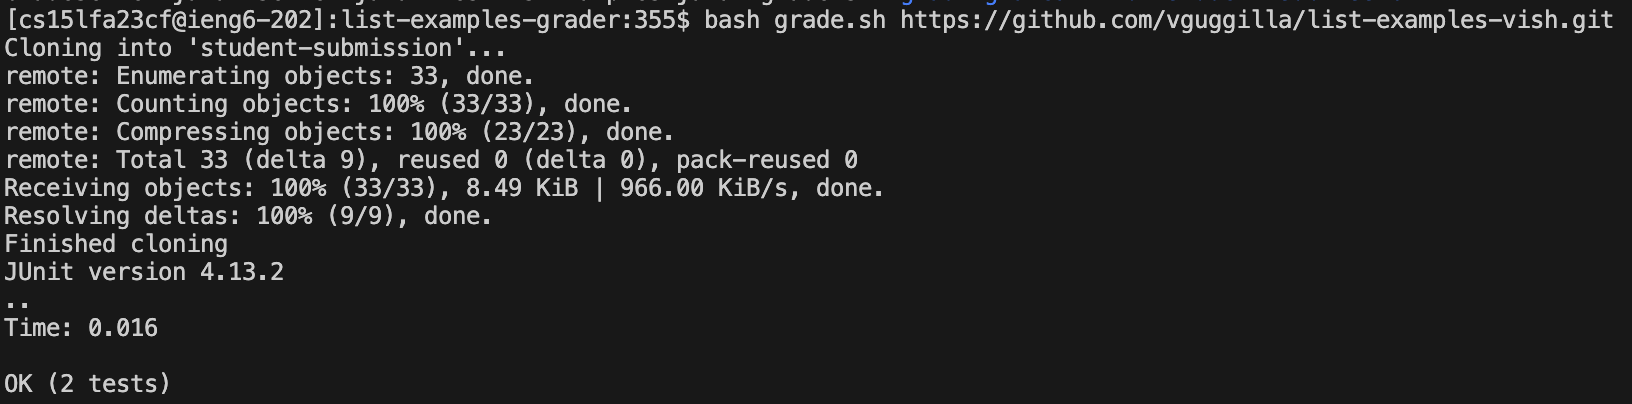 [cs15lfa23cf@ieng6-202]:list-examples-grader:355$ bash grade.sh https://github.com/vguggilla/list-examples-vish.git
Cloning into 'student-submission'...
remote: Enumerating objects: 33, done.
remote: Counting objects: 100% (33/33), done.
remote: Compressing objects: 100% (23/23), done.
remote: Total 33 (delta 9), reused 0 (delta 0), pack-reused 0
Receiving objects: 100% (33/33), 8.49 KiB | 966.00 KiB/s, done.
Resolving deltas: 100% (9/9), done.
Finished cloning
JUnit version 4.13.2
..
Time: 0.016
OK (2 tests)